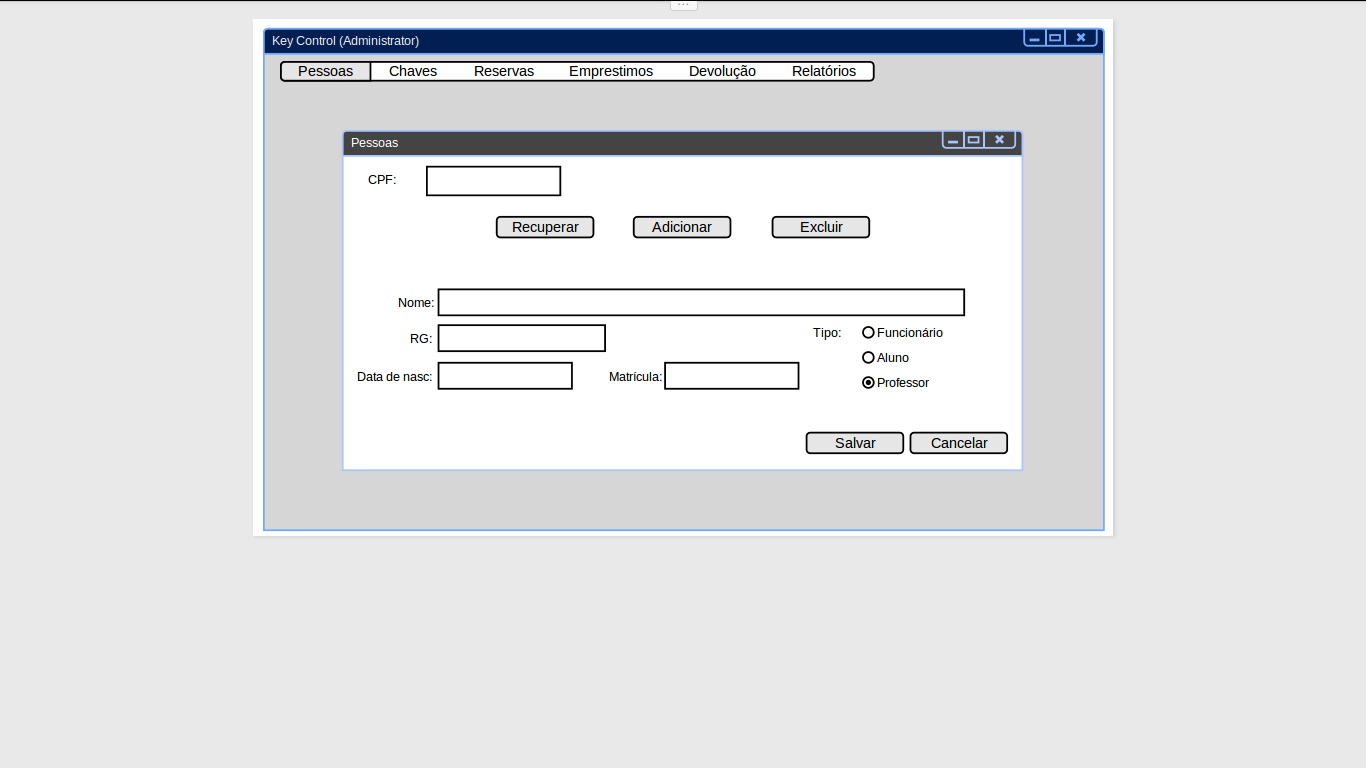 Key Control (Administrator)
Pessoas Chaves Reservas Emprestimos Devolução Relatórios
Pessoas
CPF:
Recuperar Adicionar Excluir
Nome:
RG:
Tipo: Funcionário
Aluno
Data de nasc: Matrícula:
Professor
Salvar Cancelar